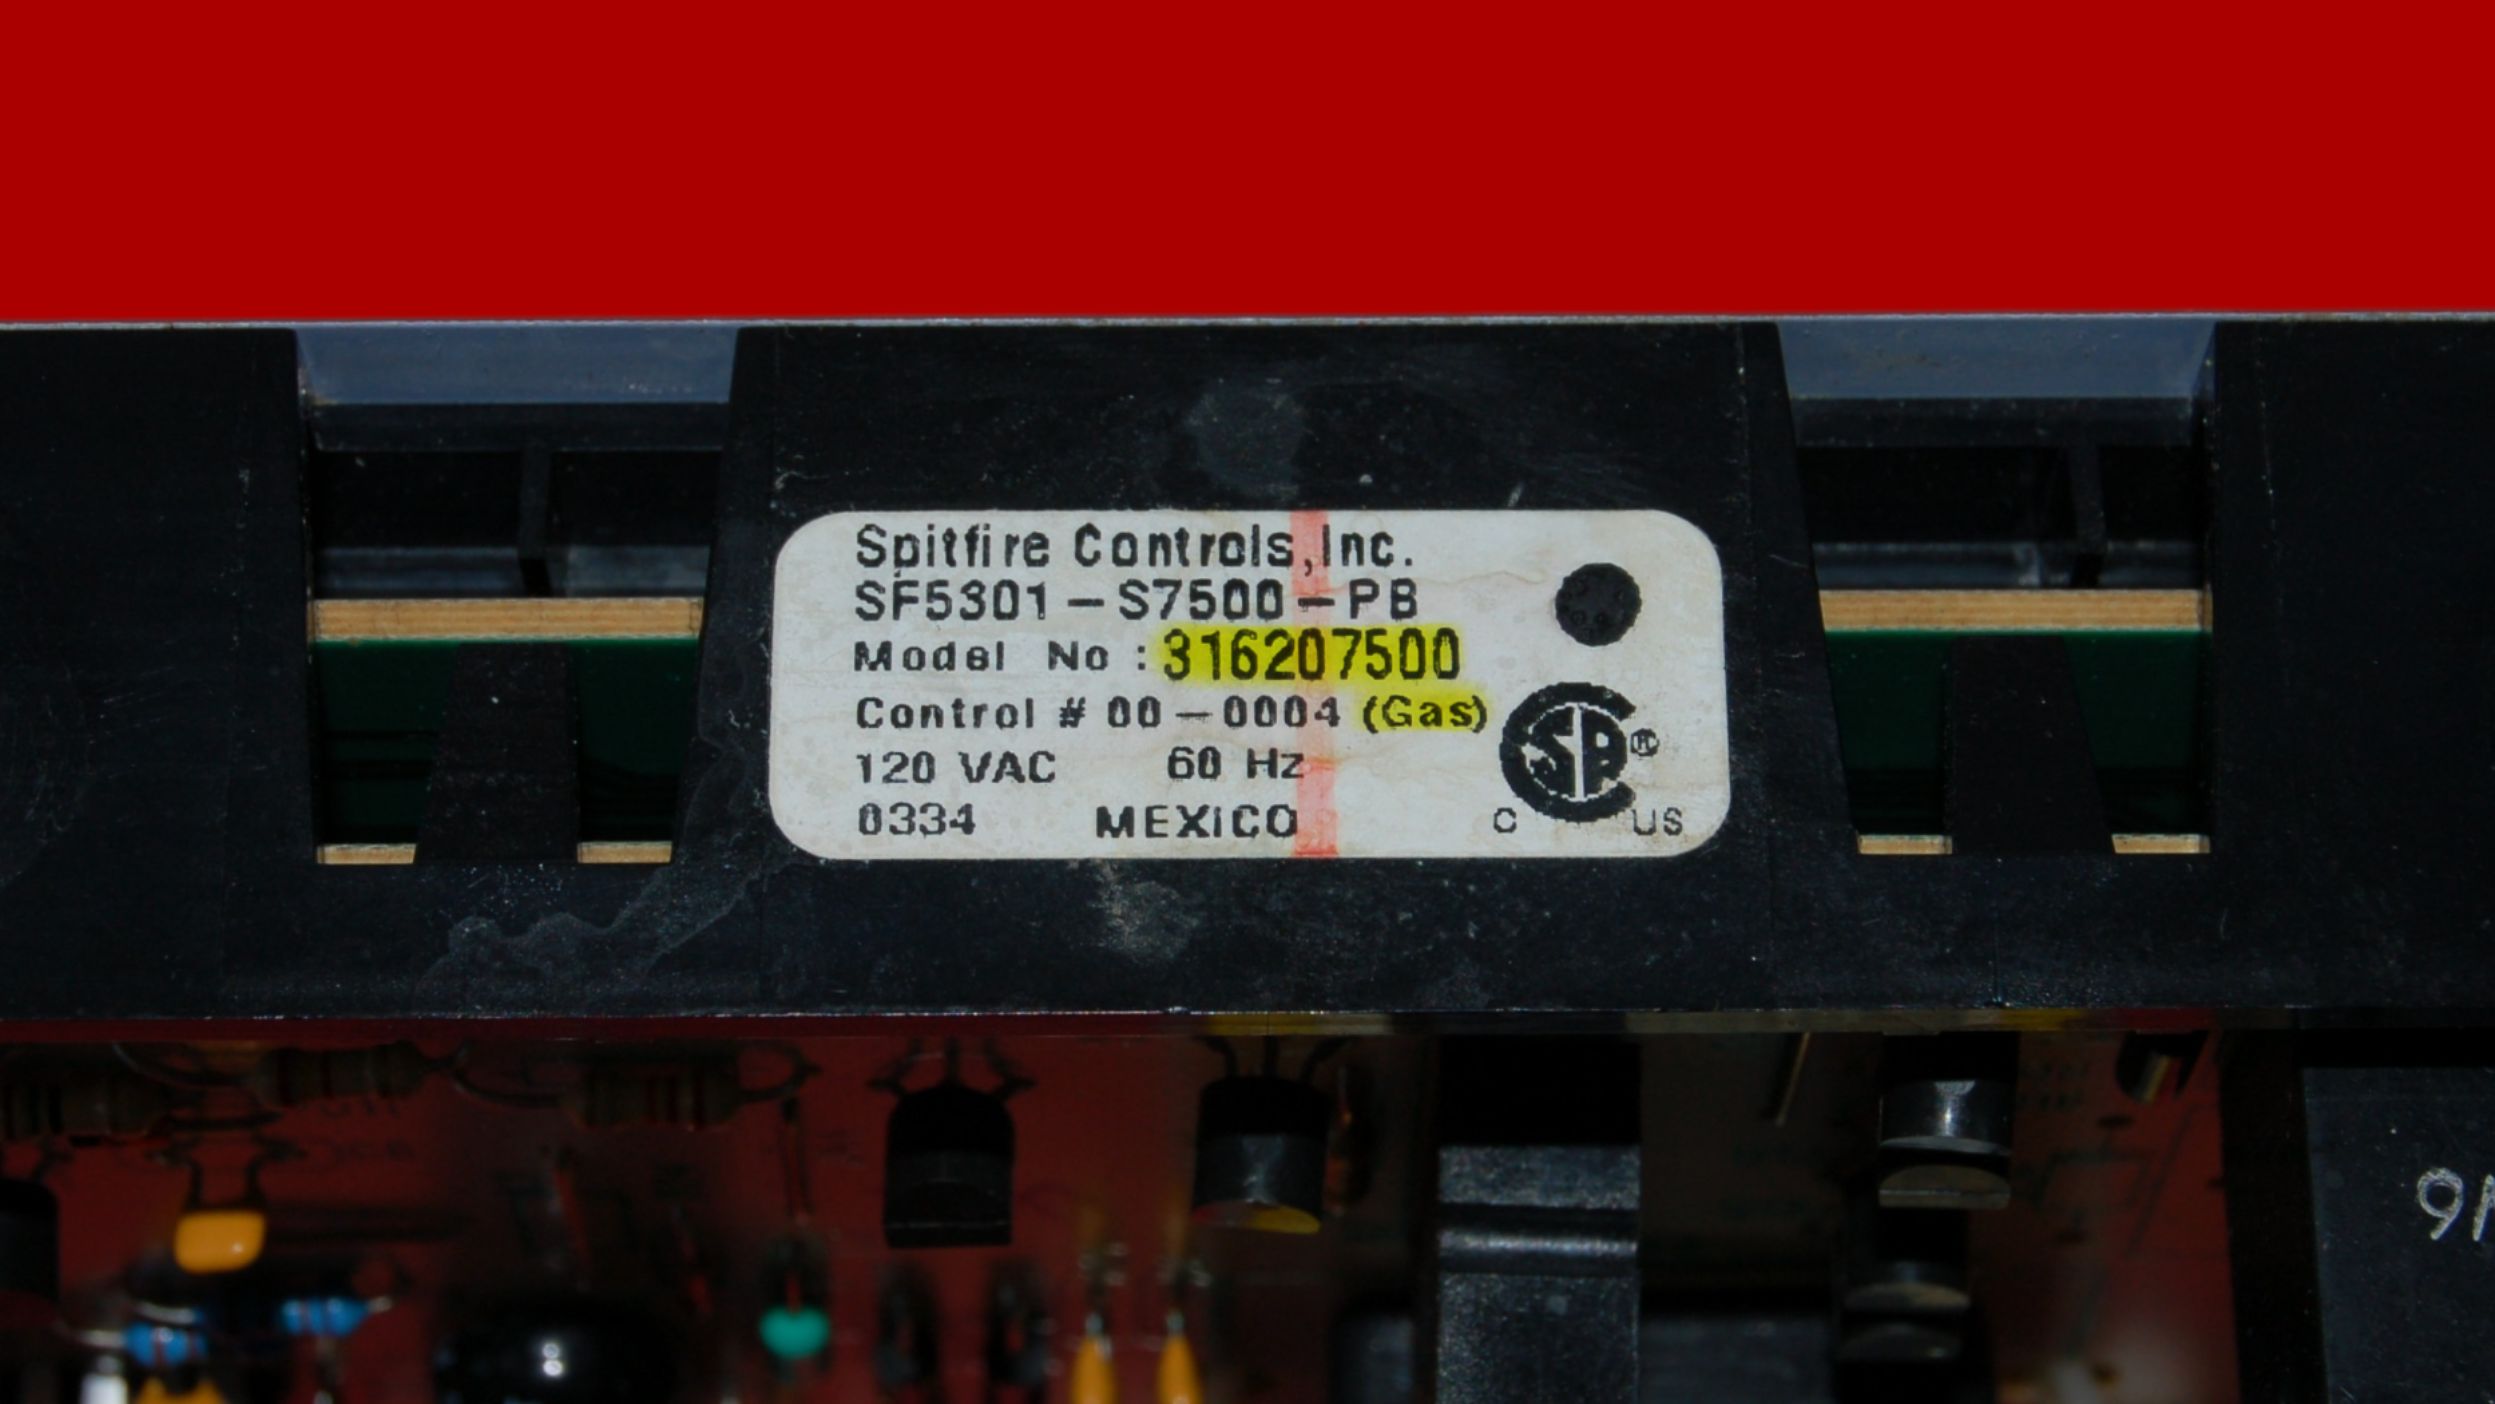 Spitfire Controls,Inc.
SF5301-S7500-PB
Model No : 316207500
Control # 00-0004 (Gas)
120 VAC 60 Hz
0334 MEXICO
C US